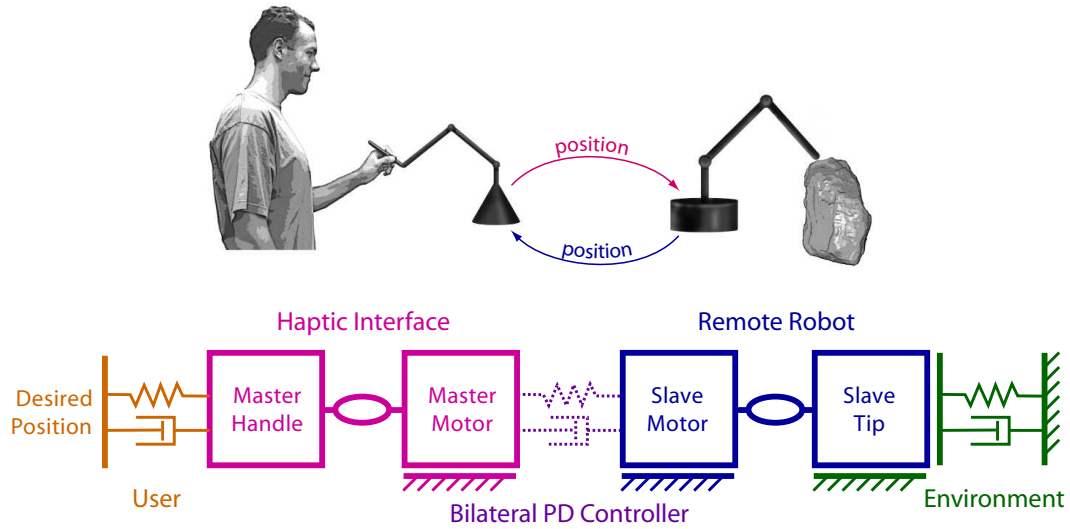 position
position
Haptic Interface
Remote Robot
Desired
Position
Master
Handle
Master
Motor
Slave
Motor
Slave
Tip
User
Bilateral PD Controller
Environment